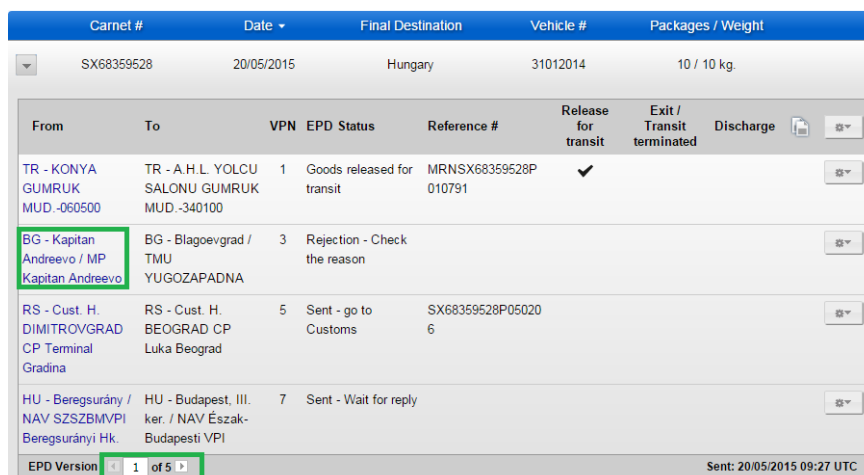 Carnet # Date Final Destination Vehicle # Packages / Weight
SX68359528 20/05/2015 Hungary 31012014 10 / 10 kg.
From To VPN EPD Status Reference # Release for transit Exit / Transit terminated Discharge
TR - KONYA TR - A.H.L. YOLCU 1 Goods released for MRNSX68359528P
GUMRUK SALONU GUMRUK transit 010791
MUD.-060500 MUD.-340100
BG - Kapitan BG - Blagoevgrad / 3 Rejection - Check
Andreevo / MP TMU the reason
Kapitan Andreevo YUGOZAPADNA
RS - Cust. H. RS - Cust. H. 5 Sent - go to SX68359528P05020
DIMITROVGRAD BEOGRAD CP Customs 6
CP Terminal Luka Beograd
Gradina
HU - Beregsurány / HU - Budapest, III. 7 Sent - Wait for reply
NAV SZSZBMVPI ker. / NAV Észak-
Beregsurányi Hk. Budapesti VPI
EPD Version 1 of 5 Sent: 20/05/2015 09:27 UTC